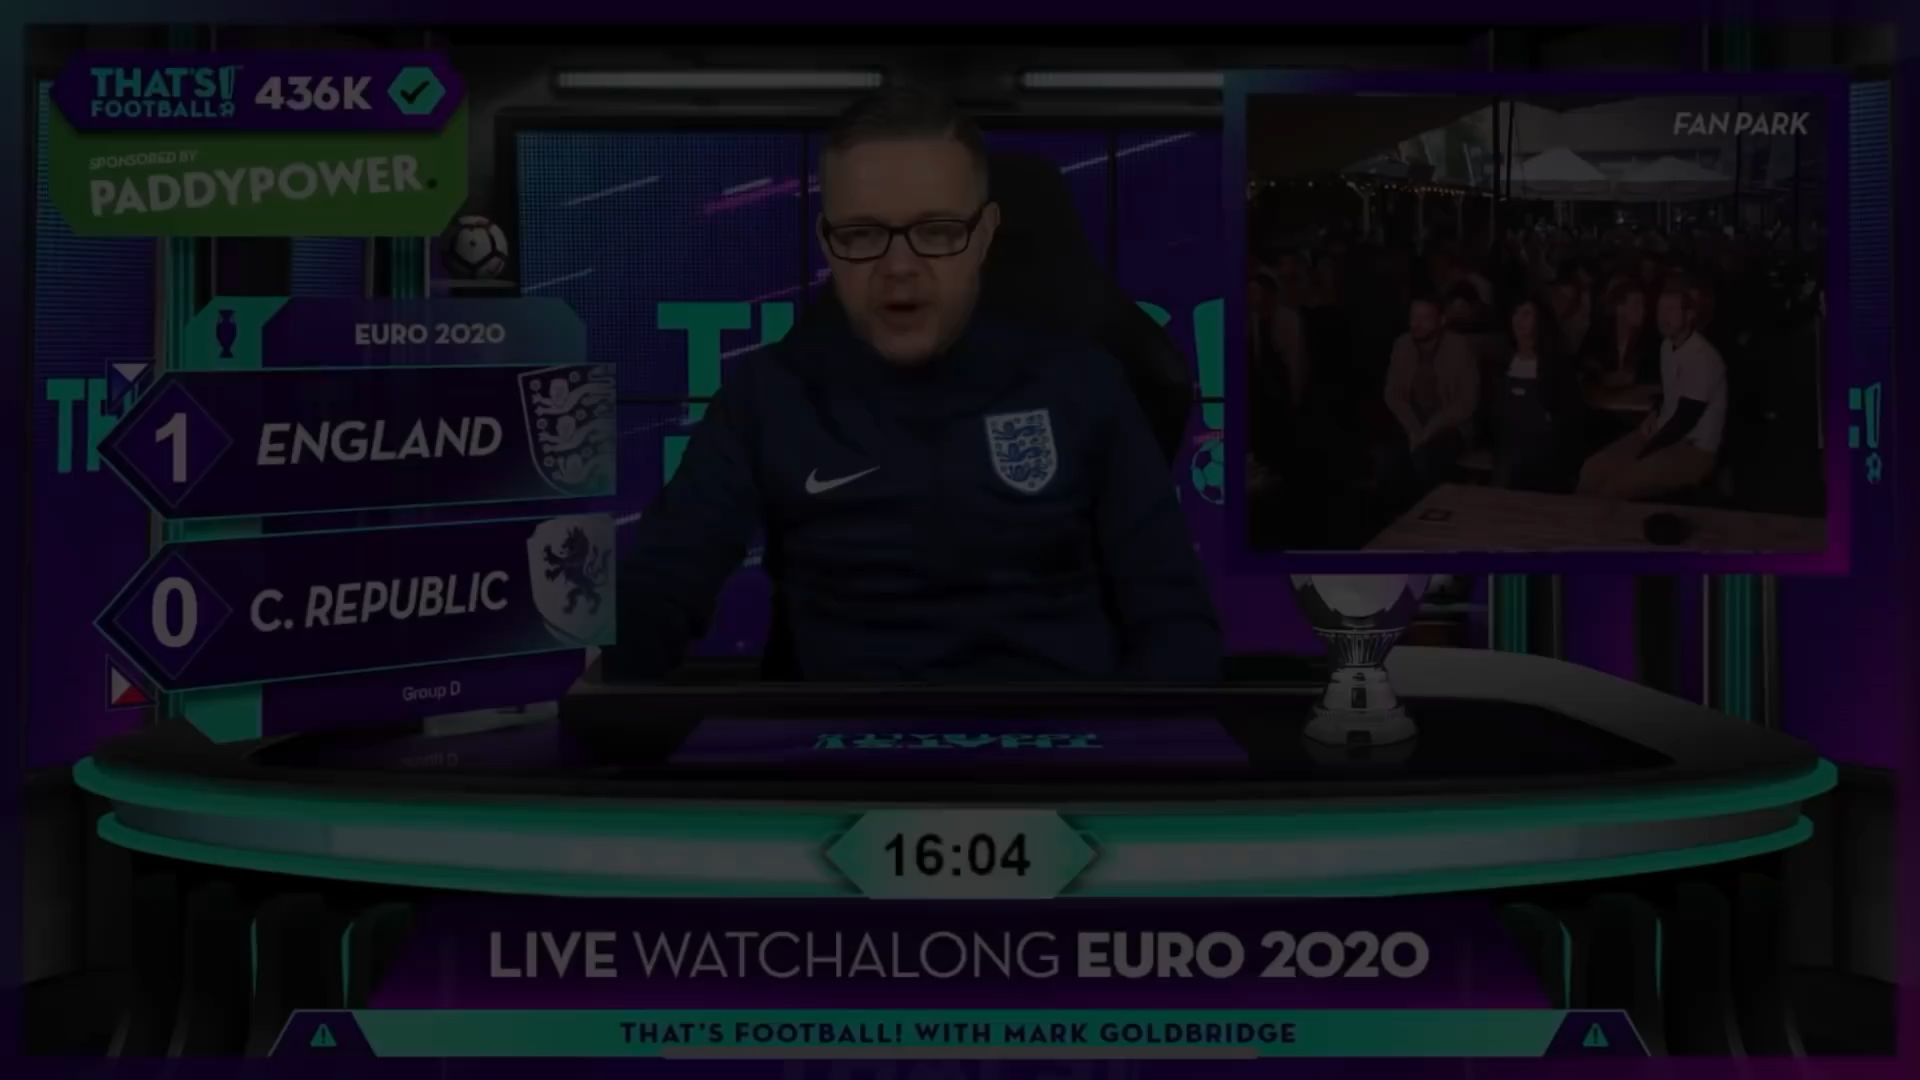 THAT'S!
FOOTBALL
436K
SPONSORED BY
PADDYPOWER.
FAN PARK
EURO 2020
1 ENGLAND
0 C. REPUBLIC
Group D
16:04
LIVE WATCHALONG EURO 2020
THAT'S FOOTBALL! WITH MARK GOLDBRIDGE